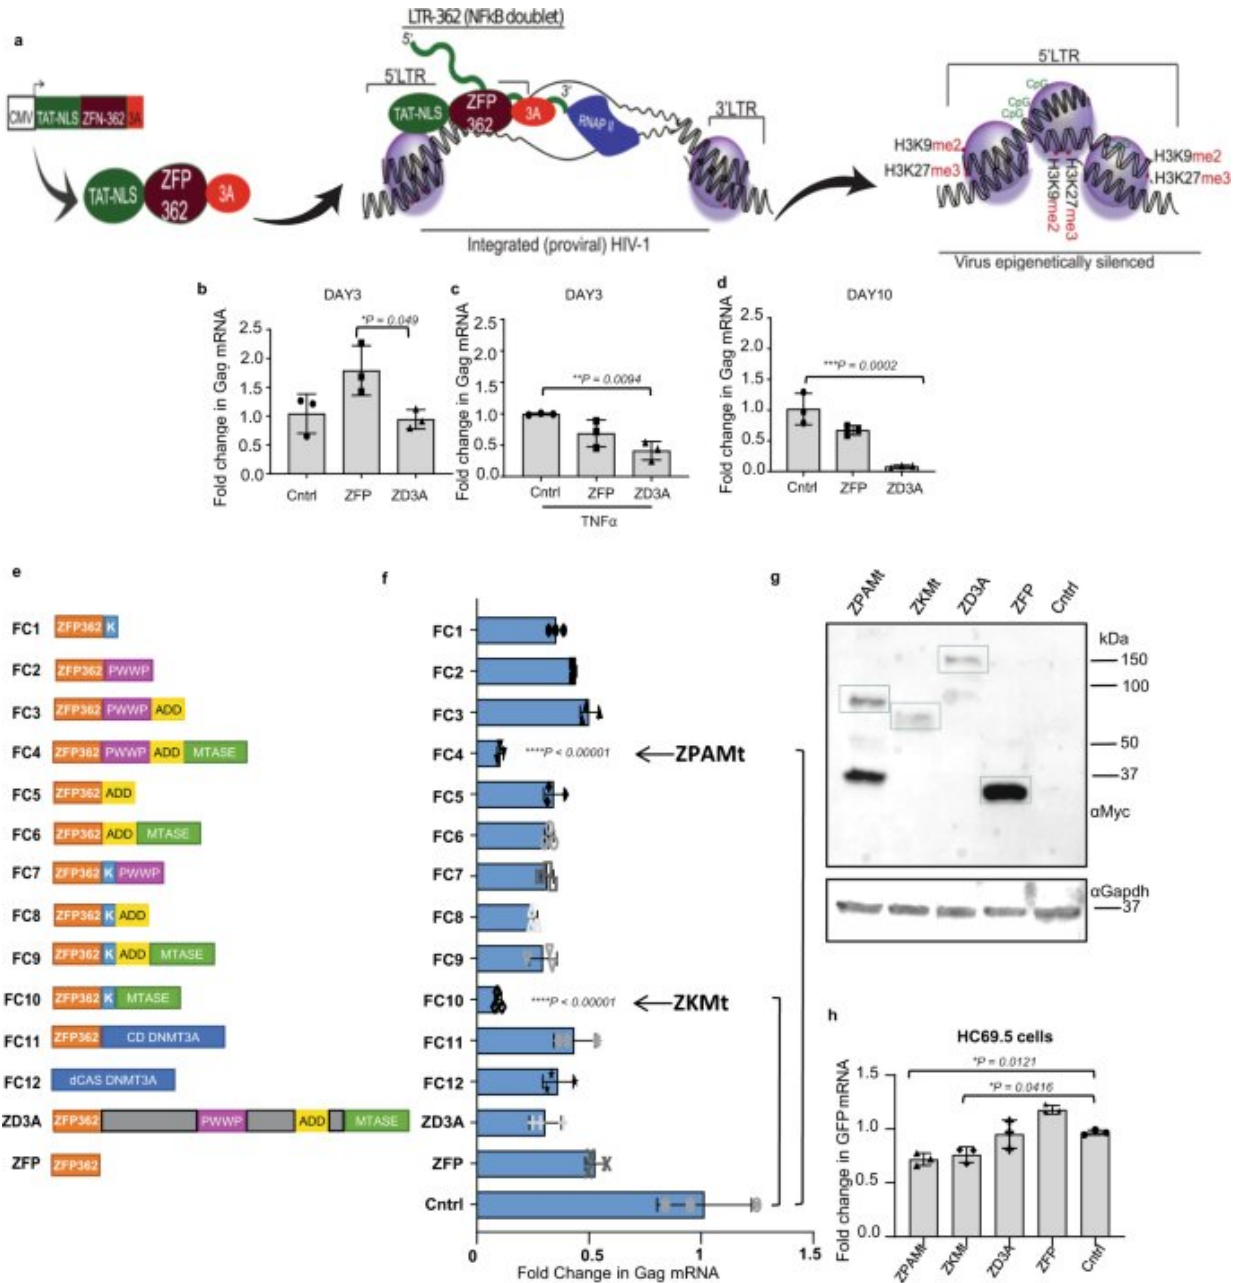 a
LTR-362 (NFkB doublet)
5'
5'LTR
3'
3'LTR
CMV TAT-NLS ZFN-362 3A
TAT-NLS ZFP 362 3A
TAT-NLS ZFP 362 3A RNAP II
Integrated (proviral) HIV-1
5'LTR
CpG
CpG
CpG
H3K9me2
H3K27me3
H3K9me2
H3K27me3
H3K9me2
H3K27me3
Virus epigenetically silenced
b
DAY3
*P = 0.049
Fold change in Gag mRNA
2.5
2.0
1.5
1.0
0.5
0.0
Cntrl ZFP ZD3A
c
DAY3
**P = 0.0094
Fold change in Gag mRNA
2.5
2.0
1.5
1.0
0.5
0.0
Cntrl ZFP ZD3A
TNFα
d
DAY10
***P = 0.0002
Fold change in Gag mRNA
2.5
2.0
1.5
1.0
0.5
0.0
Cntrl ZFP ZD3A
e
FC1 ZFP362 K
FC2 ZFP362 PWWP
FC3 ZFP362 PWWP ADD
FC4 ZFP362 PWWP ADD MTASE
FC5 ZFP362 ADD
FC6 ZFP362 ADD MTASE
FC7 ZFP362 K PWWP
FC8 ZFP362 K ADD
FC9 ZFP362 K ADD MTASE
FC10 ZFP362 K MTASE
FC11 ZFP362 CD DNMT3A
FC12 dCAS DNMT3A
ZD3A ZFP362 PWWP ADD MTASE
ZFP ZFP362
f
FC1
FC2
FC3
FC4 ****P < 0.00001 ZPAMt
FC5
FC6
FC7
FC8
FC9
FC10 ****P < 0.00001 ZKMt
FC11
FC12
ZD3A
ZFP
Cntrl
0 0.5 1 1.5
Fold Change in Gag mRNA
g
ZPAMt ZKMt ZD3A ZFP Cntrl
kDa
150
100
50
37
αMyc
αGapdh
37
h
HC69.5 cells
*P = 0.0121
*P = 0.0416
Fold change in GFP mRNA
1.5
1.0
0.5
0.0
ZPAMt ZKMt ZD3A ZFP Cntrl